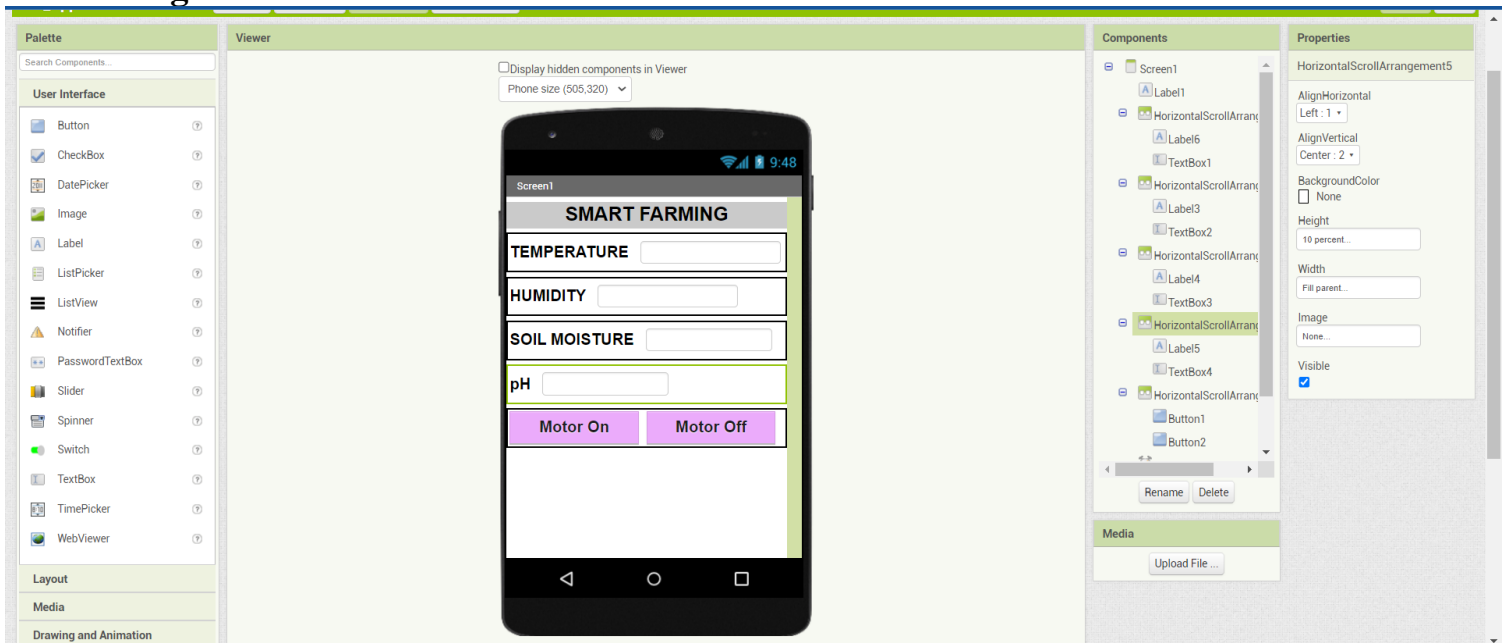 Palette
Search Components...
User Interface
Button
CheckBox
DatePicker
Image
Label
ListPicker
ListView
Notifier
PasswordTextBox
Slider
Spinner
Switch
TextBox
TimePicker
WebViewer
Layout
Media
Drawing and Animation
Viewer
Display hidden components in Viewer
Phone size (505,320)
9:48
Screen1
SMART FARMING
TEMPERATURE
HUMIDITY
SOIL MOISTURE
pH
Motor On Motor Off
Components
Screen1
Label1
HorizontalScrollArrang
Label6
TextBox1
HorizontalScrollArrang
Label3
TextBox2
HorizontalScrollArrang
Label4
TextBox3
HorizontalScrollArrang
Label5
TextBox4
HorizontalScrollArrang
Button1
Button2
Rename Delete
Media
Upload File ...
Properties
HorizontalScrollArrangement5
AlignHorizontal
Left : 1
AlignVertical
Center : 2
BackgroundColor
None
Height
10 percent...
Width
Fill parent...
Image
None...
Visible